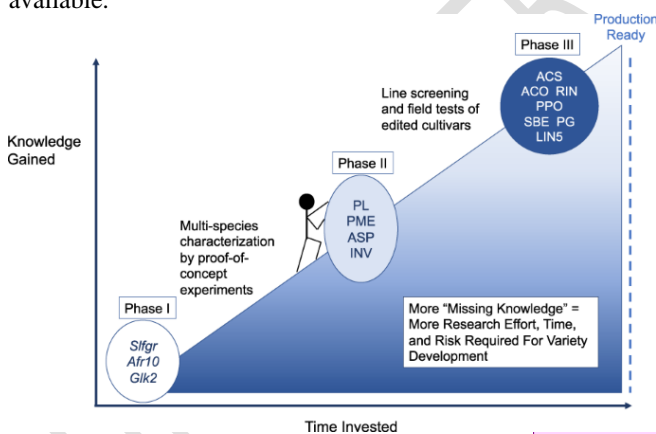 available.
Production
Ready
Phase III
ACS
ACO RIN
PPO
SBE PG
LIN5
Line screening
and field tests of
edited cultivars
Knowledge
Gained
Phase II
PL
PME
ASP
INV
Multi-species
characterization
by proof-of-
concept
experiments
Phase I
Slfgr
Afr10
Glk2
More “Missing Knowledge” =
More Research Effort, Time,
and Risk Required For Variety
Development
Time Invested